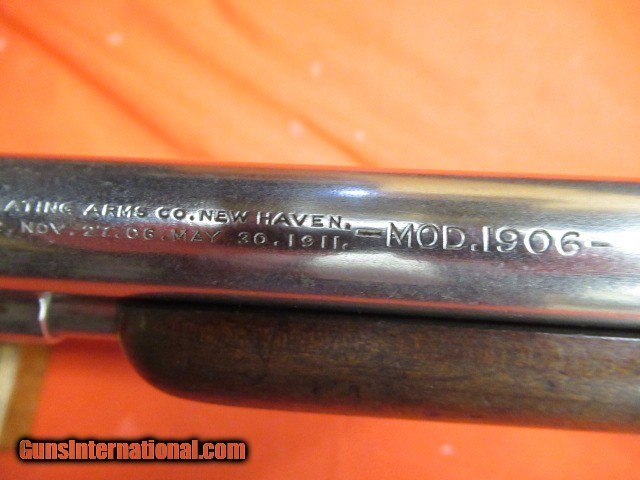 ATING ARMS CO. NEW HAVEN.
NOV. 27. 06. MAY 30. 1911. -MOD. 1906-
GunsInternational.com